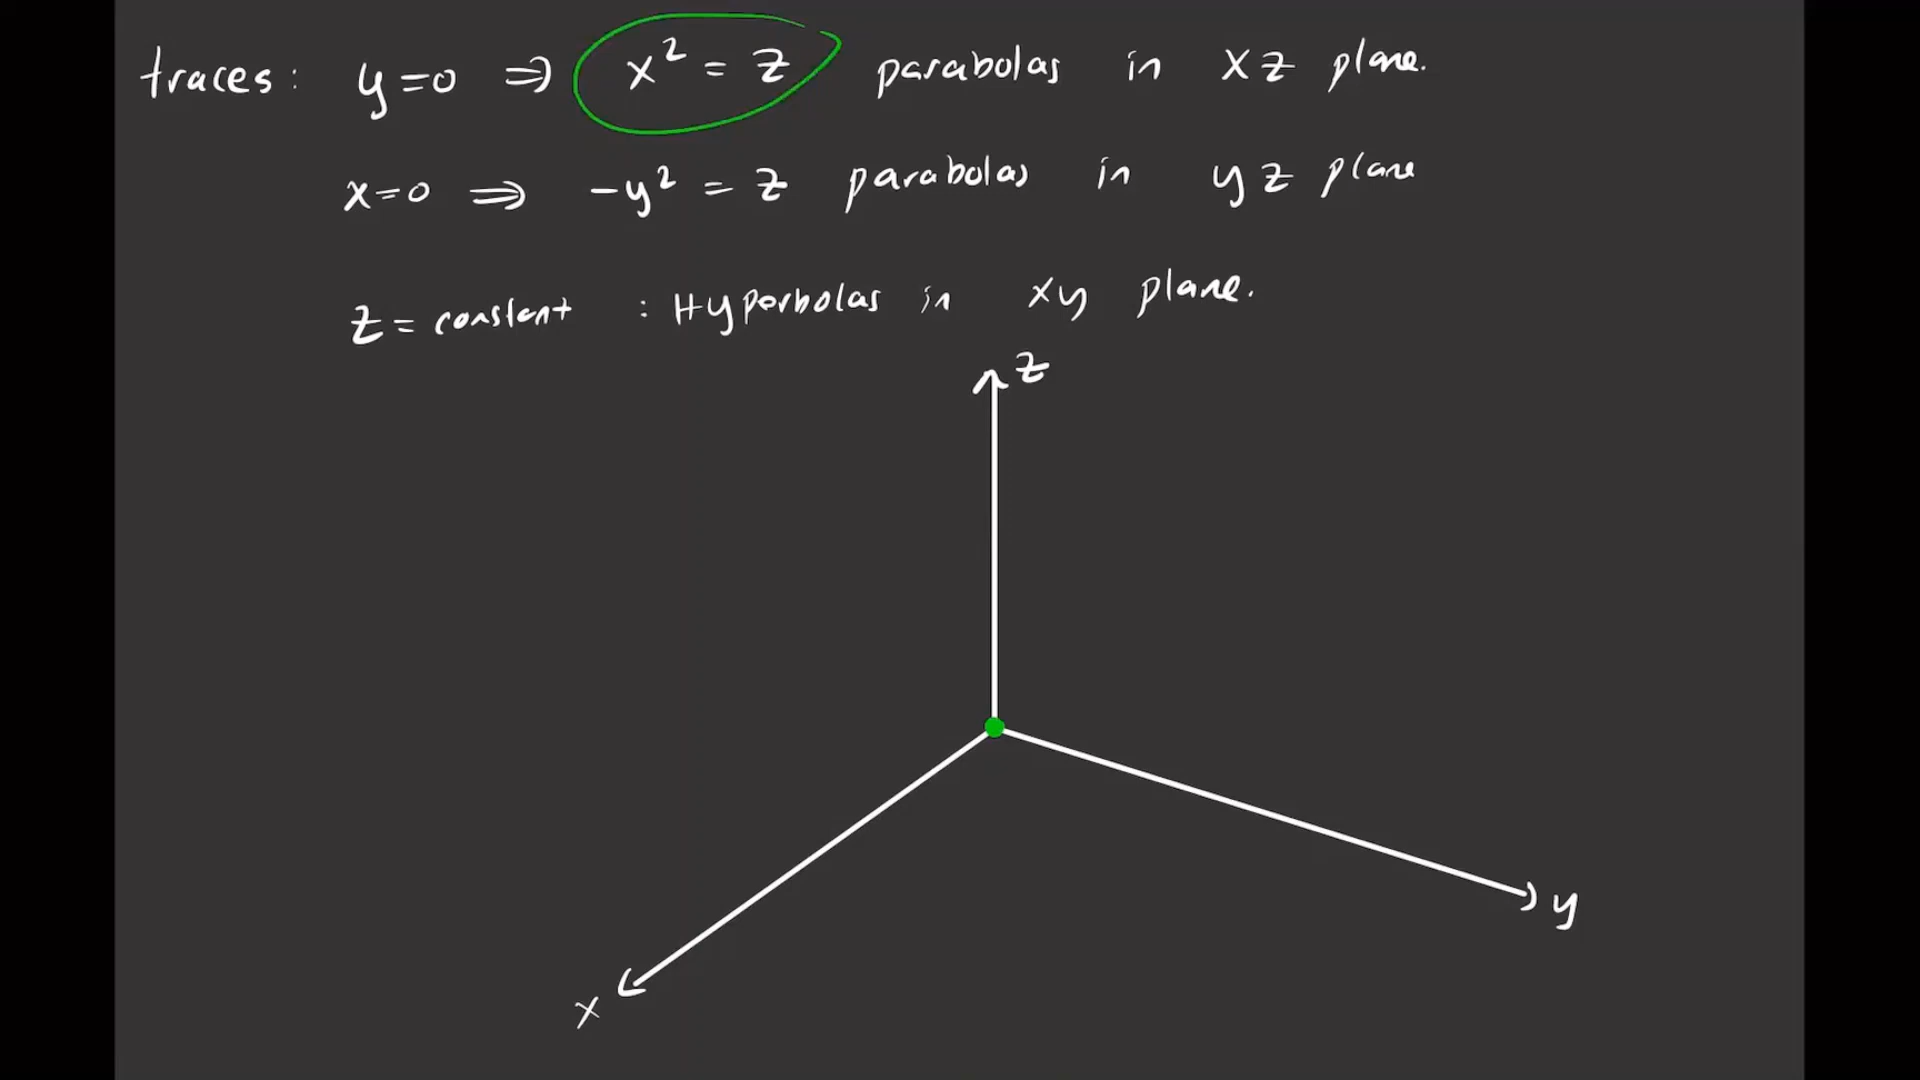 traces: y=0 ⇒ x² = z parabolas in xz plane.
x=0 ⇒ -y² = z parabolas in yz plane
z = constant : Hyperbolas in xy plane.
z
y
x